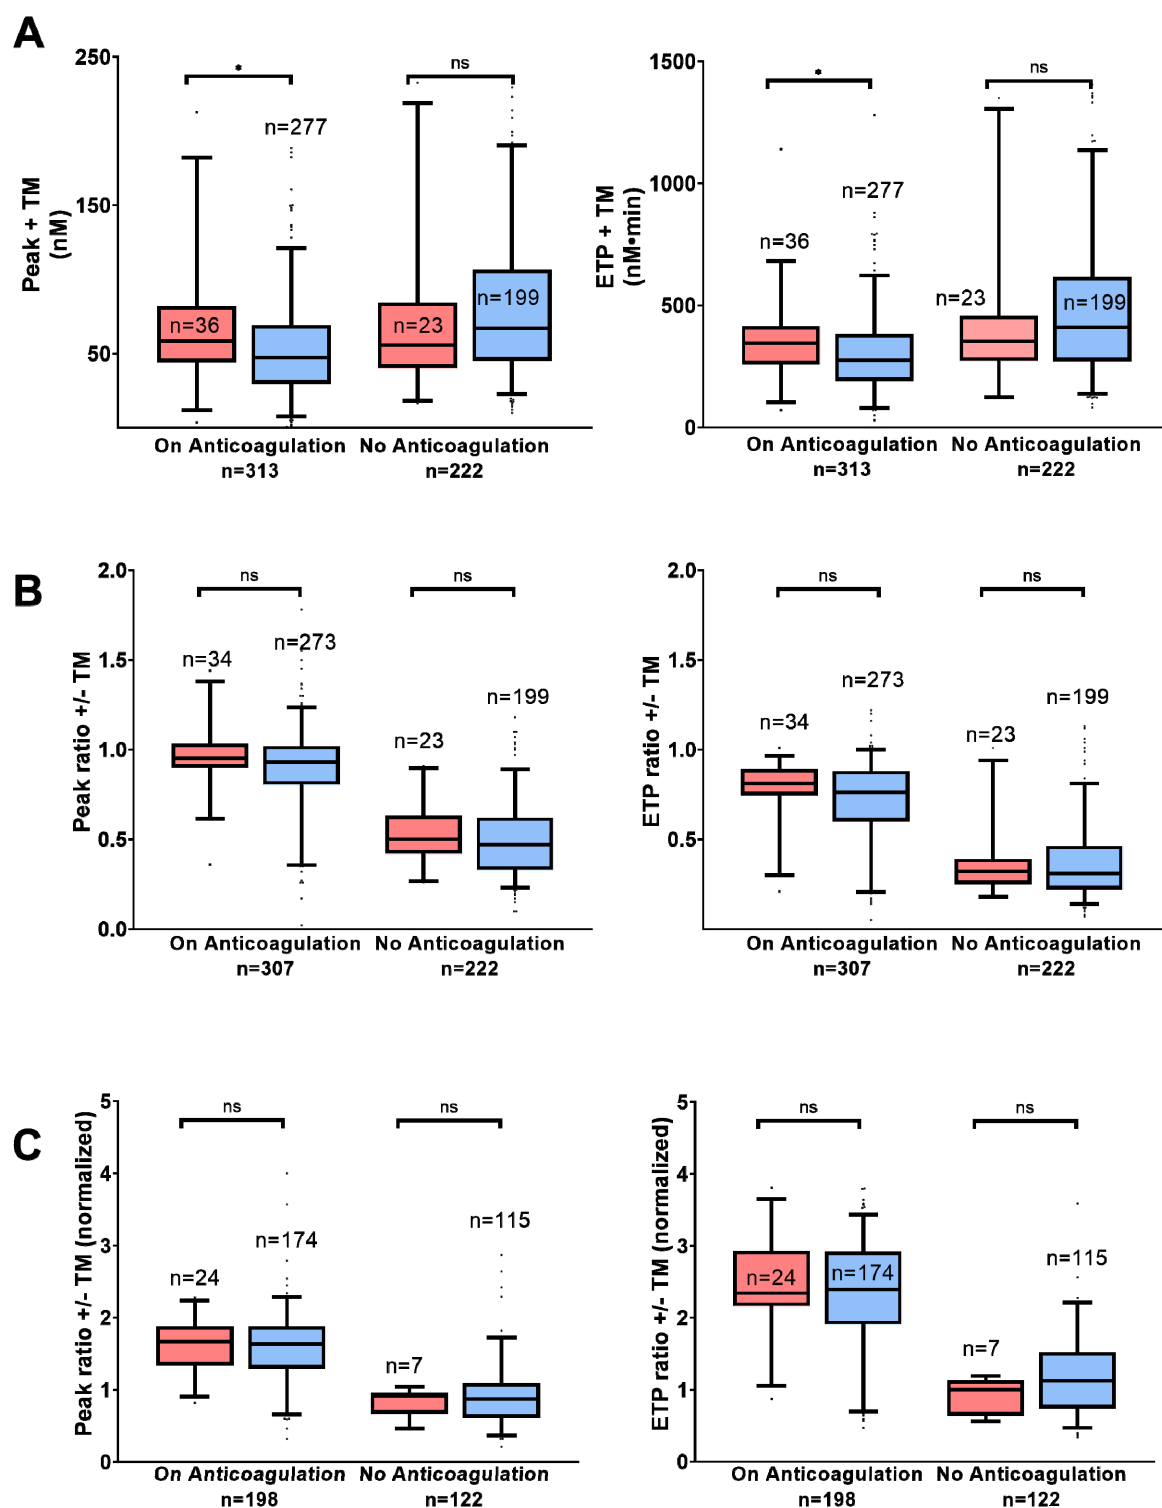 A
Peak + TM
(nM)
250
150
50
*
ns
n=277
n=36
n=23
n=199
On Anticoagulation
n=313
No Anticoagulation
n=222
ETP + TM
(nM•min)
1500
1000
500
0
*
ns
n=277
n=36
n=23
n=199
On Anticoagulation
n=313
No Anticoagulation
n=222
B
Peak ratio +/- TM
2.0
1.5
1.0
0.5
0.0
ns
ns
n=34
n=273
n=23
n=199
On Anticoagulation
n=307
No Anticoagulation
n=222
ETP ratio +/- TM
2.0
1.5
1.0
0.5
ns
ns
n=34
n=273
n=23
n=199
On Anticoagulation
n=307
No Anticoagulation
n=222
C
Peak ratio +/- TM (normalized)
5
4
3
2
1
0
ns
ns
n=24
n=174
n=7
n=115
On Anticoagulation
n=198
No Anticoagulation
n=122
ETP ratio +/- TM (normalized)
5
4
3
2
1
0
ns
ns
n=24
n=174
n=7
n=115
On Anticoagulation
n=198
No Anticoagulation
n=122